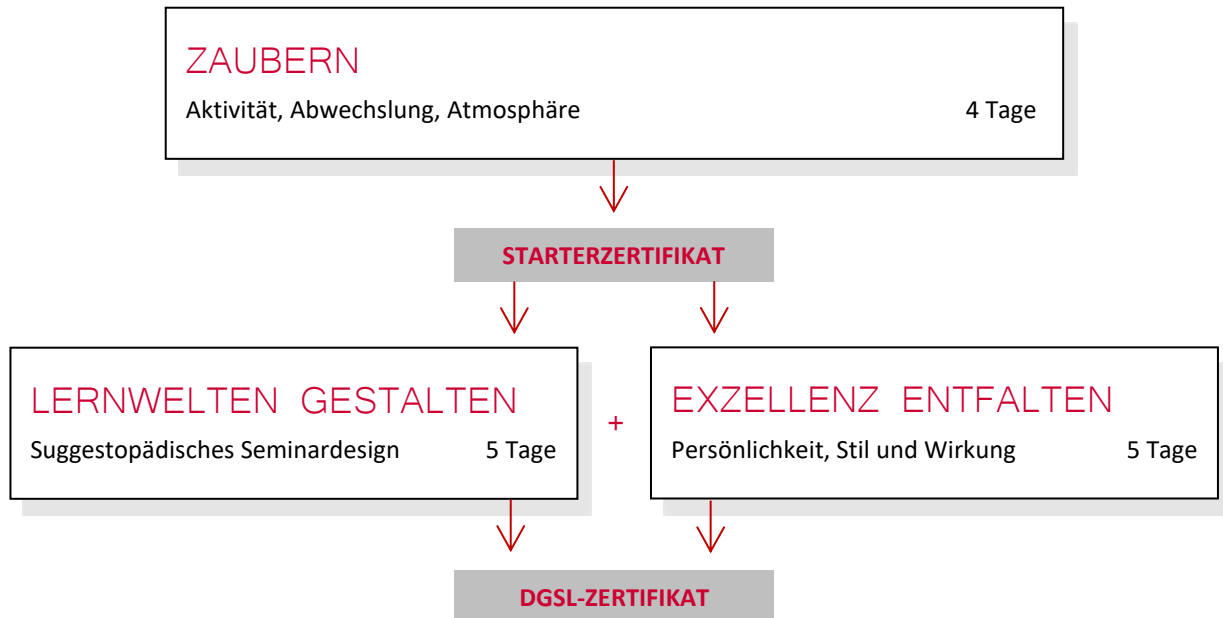 ZAUBERN
Aktivität, Abwechslung, Atmosphäre 4 Tage
STARTERZERTIFIKAT
LERNWELTEN GESTALTEN
Suggestopädisches Seminardesign 5 Tage
+
EXZELLENZ ENTFALTEN
Persönlichkeit, Stil und Wirkung 5 Tage
DGSL-ZERTIFIKAT